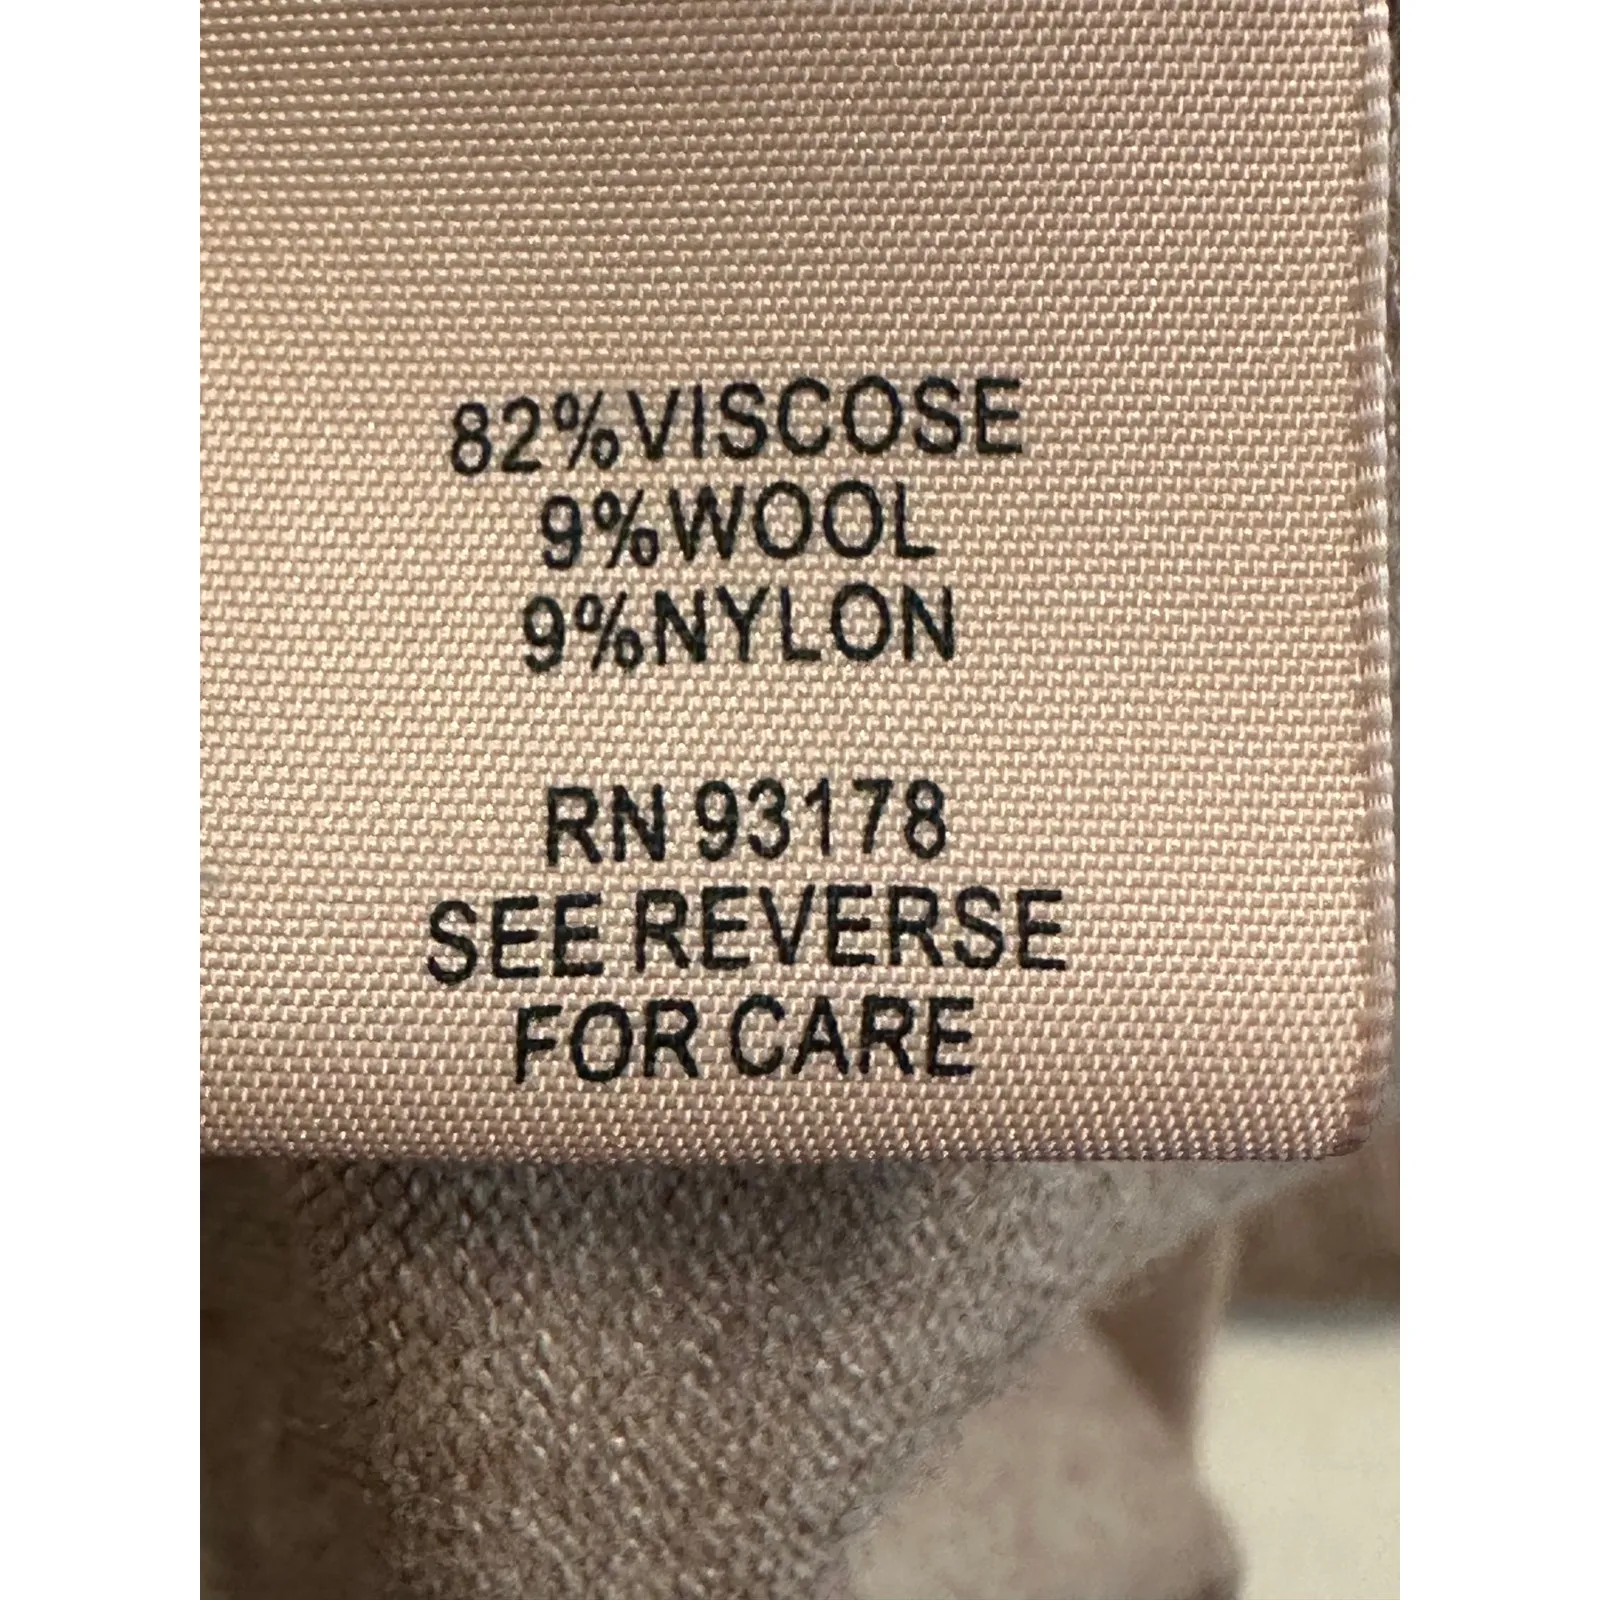 82%VISCOSE
9%WOOL
9%NYLON
RN 93178
SEE REVERSE
FOR CARE